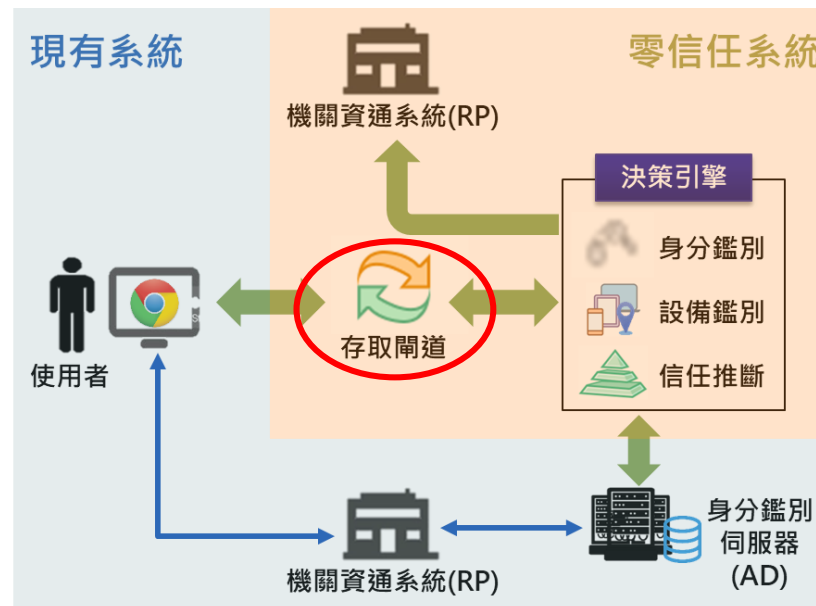 現有系統
零信任系統
機關資通系統(RP)
決策引擎
身分鑑別
設備鑑別
信任推斷
存取閘道
使用者
機關資通系統(RP)
身分鑑別
伺服器
(AD)